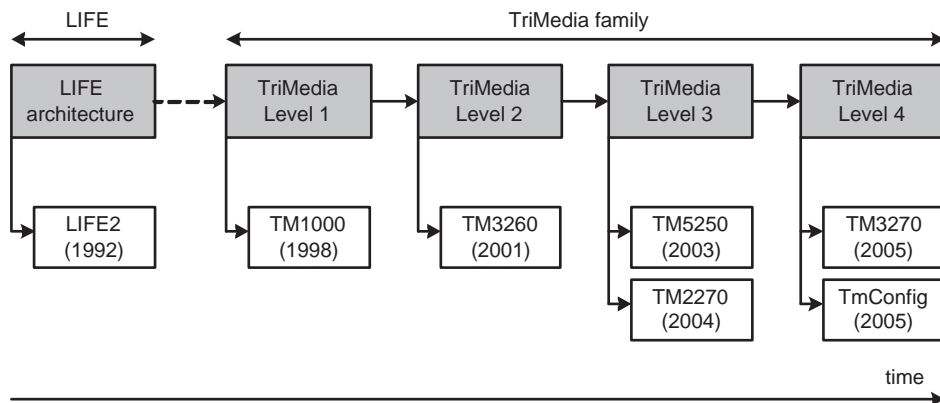 LIFE
TriMedia family
LIFE
architecture
TriMedia
Level 1
TriMedia
Level 2
TriMedia
Level 3
TriMedia
Level 4
LIFE2
(1992)
TM1000
(1998)
TM3260
(2001)
TM5250
(2003)
TM3270
(2005)
TM2270
(2004)
TmConfig
(2005)
time